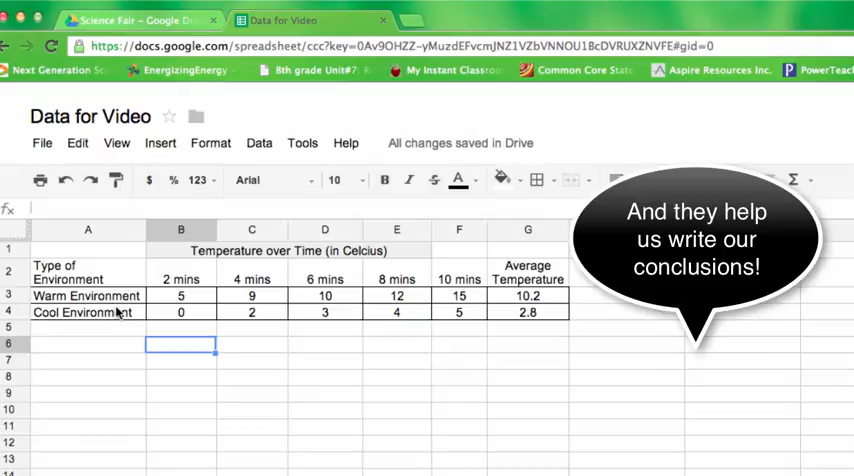 Science Fair – Google Dri
Data for Video
https://docs.google.com/spreadsheet/ccc?key=0Av9OHZZ-yMuzdEFvcmJNZ1VZbVNNOU1BcDVRUXZNVFE#gid=0
Next Generation Sc
EnergizingEnergy
8th grade Unit#7: R
My Instant Classroo
Common Core State
Aspire Resources Inc.
PowerTeach
Data for Video
File Edit View Insert Format Data Tools Help All changes saved in Drive
$ % 123 Arial 10 B I S A Σ
fx
A B C D E F G
1 Temperature over Time (in Celcius)
2 Type of Environment 2 mins 4 mins 6 mins 8 mins 10 mins Average Temperature
3 Warm Environment 5 9 10 12 15 10.2
4 Cool Environment 0 2 3 4 5 2.8
5
6
7
8
9
10
11
12
13
14
And they help
us write our
conclusions!